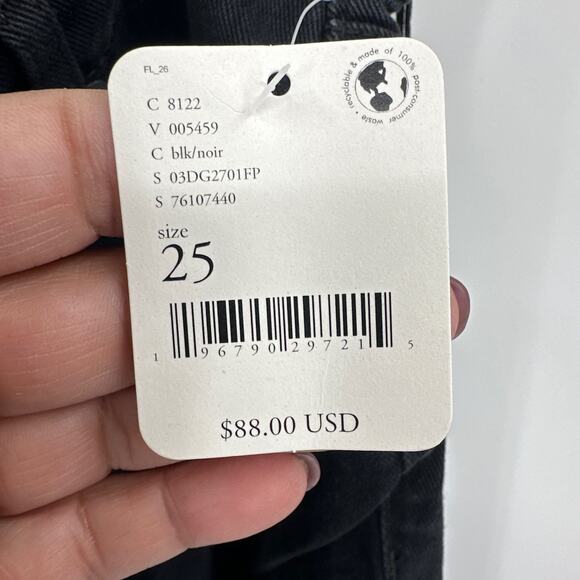 FL_26
recyclable & made of 100% post-consumer waste •
C 8122
V 005459
C blk/noir
S 03DG2701FP
S 76107440
size
25
1 96790 29721 5
$88.00 USD